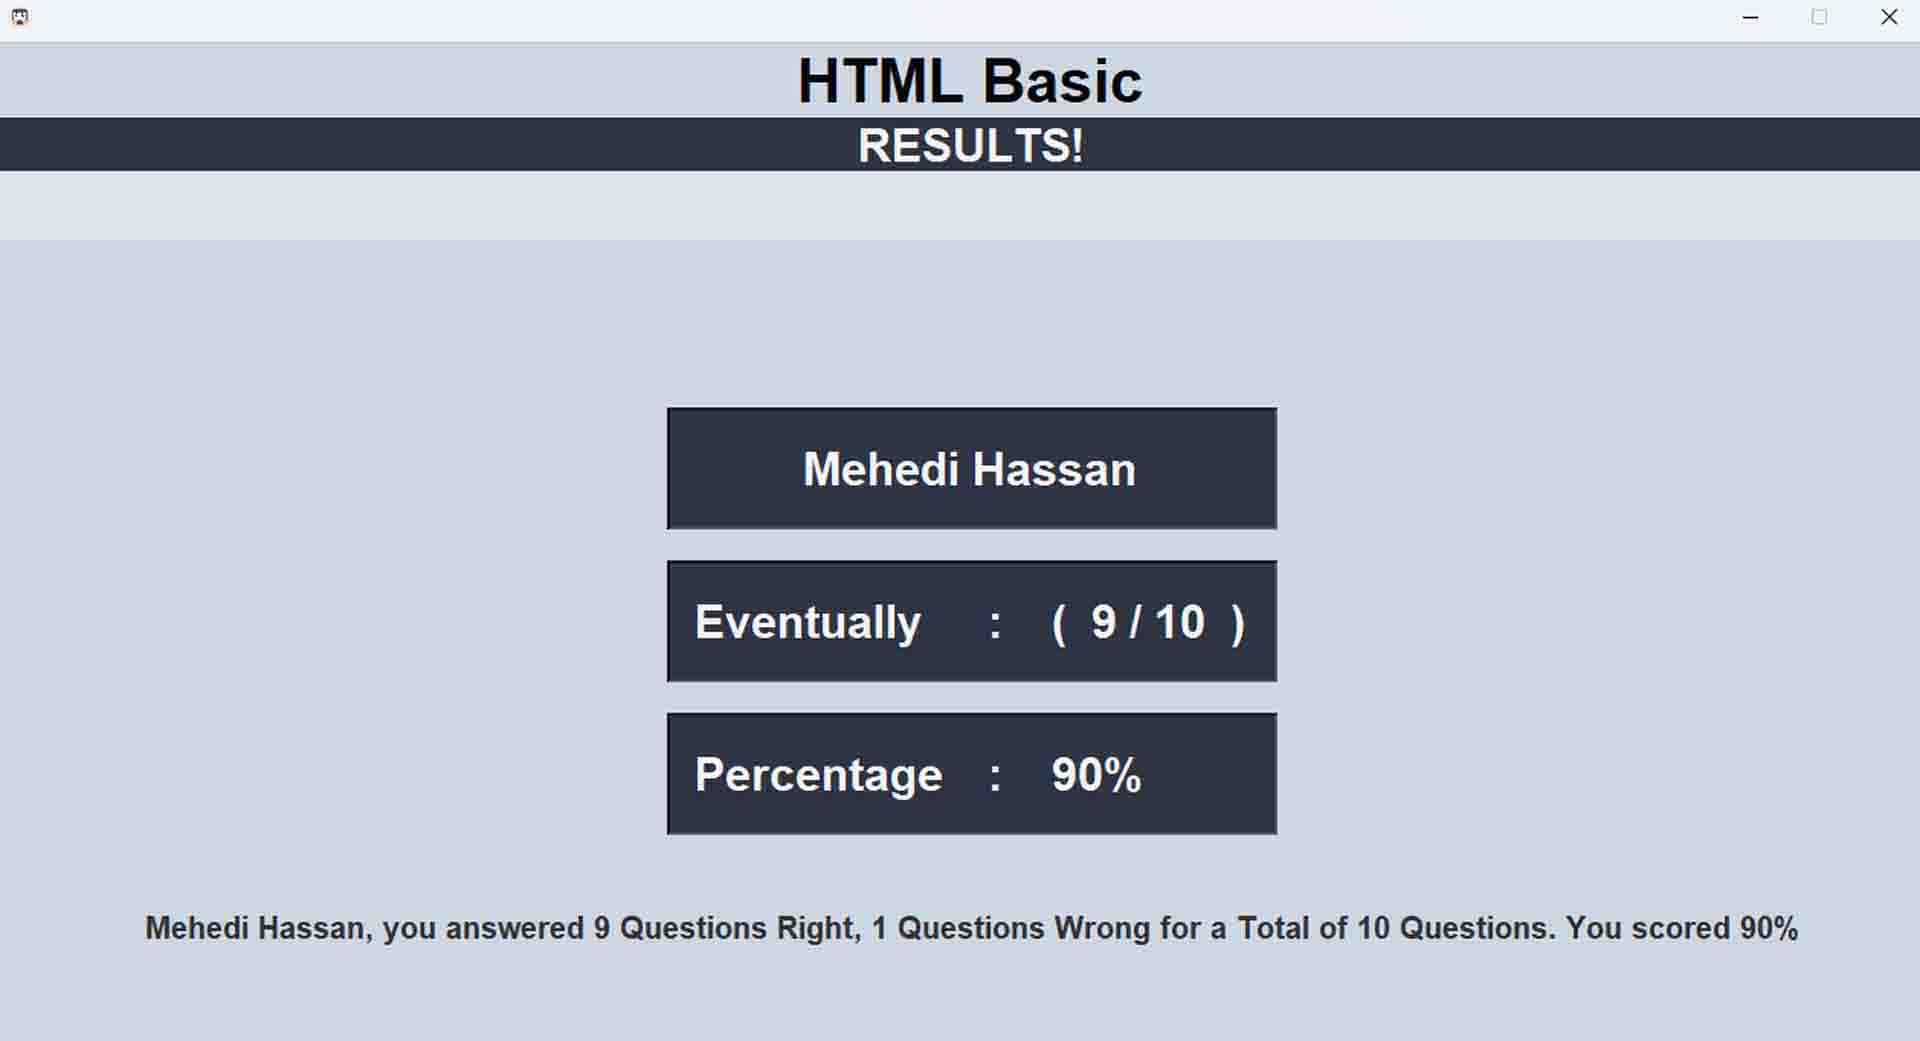 HTML Basic
RESULTS!
Mehedi Hassan
Eventually : ( 9 / 10 )
Percentage : 90%
Mehedi Hassan, you answered 9 Questions Right, 1 Questions Wrong for a Total of 10 Questions. You scored 90%